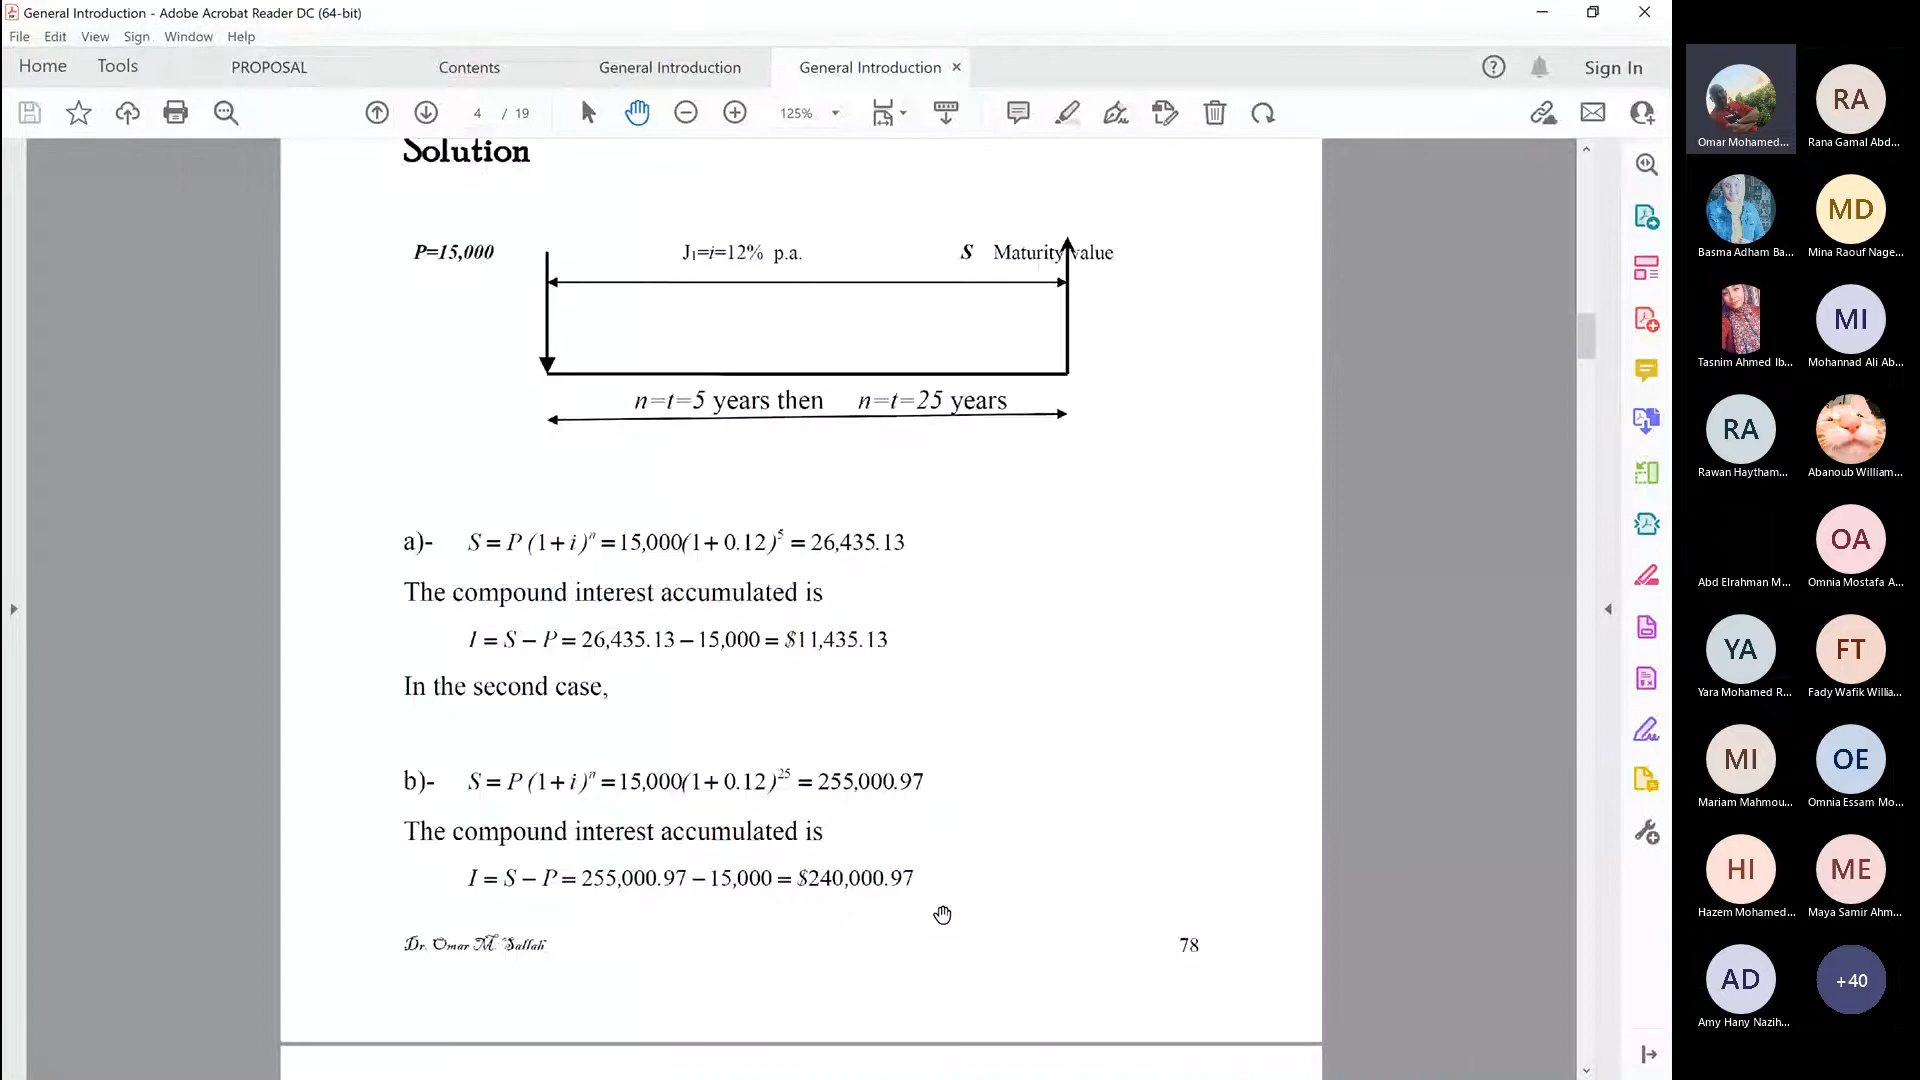 General Introduction - Adobe Acrobat Reader DC (64-bit)
File Edit View Sign Window Help
Home Tools PROPOSAL Contents General Introduction General Introduction × Sign In
4 / 19 125%
Solution
P=15,000 J₁=i=12% p.a. S Maturity value
n=t=5 years then n=t=25 years
a)- S = P (1+ i)ⁿ =15,000(1+ 0.12)⁵ = 26,435.13
The compound interest accumulated is
I = S − P = 26,435.13 −15,000 = $11,435.13
In the second case,
b)- S = P (1+ i)ⁿ =15,000(1+ 0.12)²⁵ = 255,000.97
The compound interest accumulated is
I = S − P = 255,000.97 −15,000 = $240,000.97
Dr. Omar M. Sallah
78
RA
Omar Mohamed... Rana Gamal Abd...
MD
Basma Adham Ba... Mina Raouf Nage...
MI
Tasnim Ahmed Ib... Mohannad Ali Ab...
RA
Rawan Haytham... Abanoub William...
OA
Abd Elrahman M... Omnia Mostafa A...
YA FT
Yara Mohamed R... Fady Wafik Willia...
MI OE
Mariam Mahmou... Omnia Essam Mo...
HI ME
Hazem Mohamed... Maya Samir Ahm...
AD +40
Amy Hany Nazih...